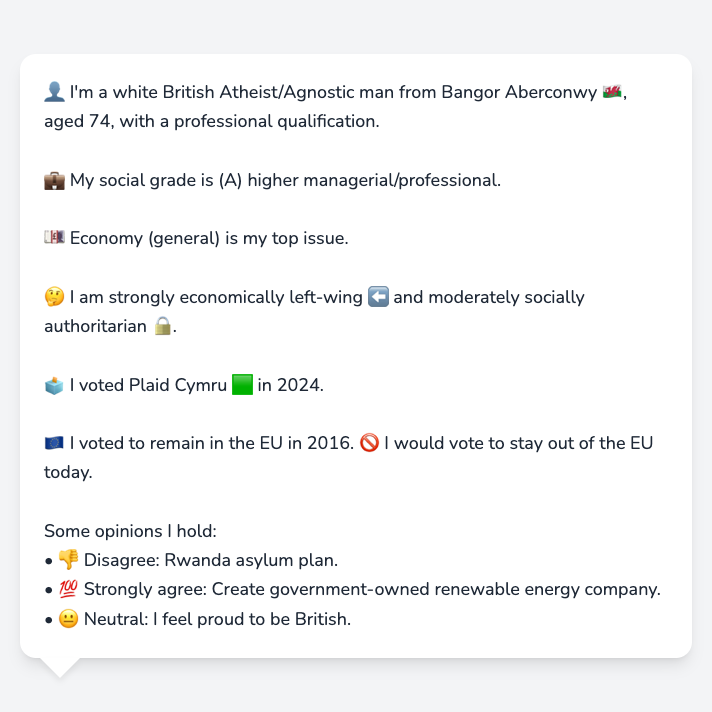 👤 I'm a white British Atheist/Agnostic man from Bangor Aberconwy 🏴󠁧󠁢󠁷󠁬󠁳󠁿,
aged 74, with a professional qualification.
💼 My social grade is (A) higher managerial/professional.
💷 Economy (general) is my top issue.
🤔 I am strongly economically left-wing ⬅️ and moderately socially
authoritarian 🔒.
🗳️ I voted Plaid Cymru 🟩 in 2024.
🇪🇺 I voted to remain in the EU in 2016. 🚫 I would vote to stay out of the EU
today.
Some opinions I hold:
• 👎 Disagree: Rwanda asylum plan.
• 💯 Strongly agree: Create government-owned renewable energy company.
• 😐 Neutral: I feel proud to be British.